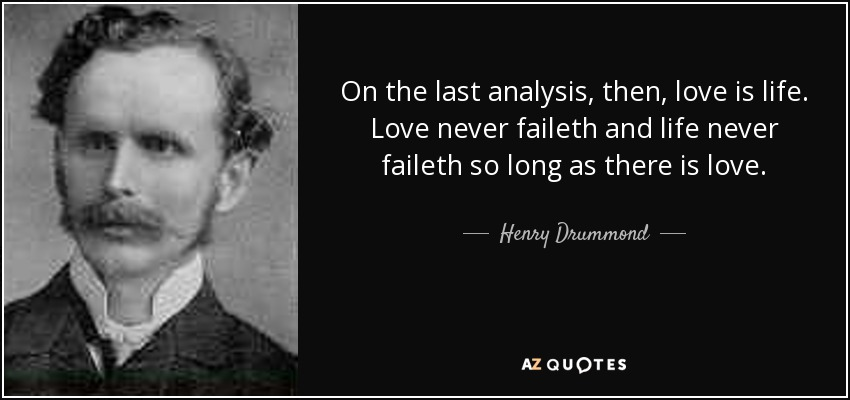 On the last analysis, then, love is life.
Love never faileth and life never
faileth so long as there is love.
Henry Drummond
AZ QUOTES